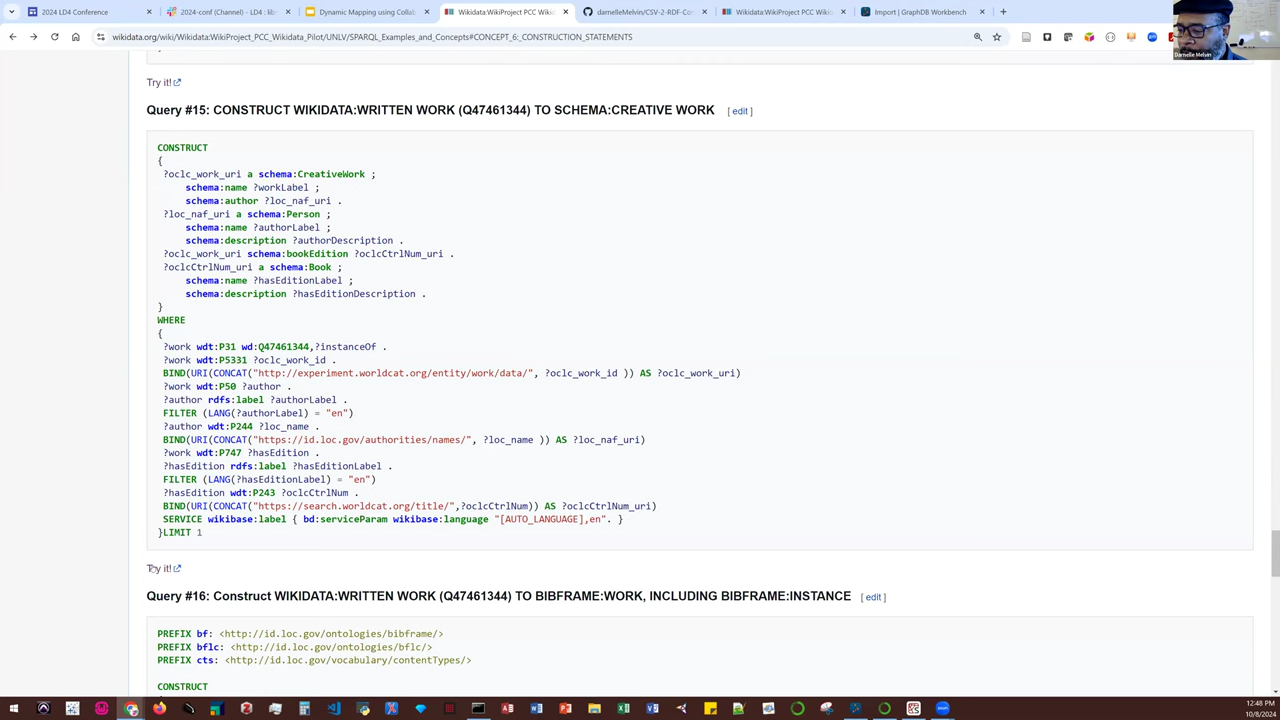 2024 LD4 Conference
2024-conf (Channel) - LD4 : lib
Dynamic Mapping using Collab
Wikidata:WikiProject PCC Wiki
darnelleMelvin/CSV-2-RDF-Co
Wikidata:WikiProject PCC Wiki
Import | GraphDB Workbench
wikidata.org/wiki/Wikidata:WikiProject_PCC_Wikidata_Pilot/UNLV/SPARQL_Examples_and_Concepts#CONCEPT_6:_CONSTRUCTION_STATEMENTS
Darnelle Melvin
Try it!
Query #15: CONSTRUCT WIKIDATA:WRITTEN WORK (Q47461344) TO SCHEMA:CREATIVE WORK [ edit ]
CONSTRUCT
{
?oclc_work_uri a schema:CreativeWork ;
schema:name ?workLabel ;
schema:author ?loc_naf_uri .
?loc_naf_uri a schema:Person ;
schema:name ?authorLabel ;
schema:description ?authorDescription .
?oclc_work_uri schema:bookEdition ?oclcCtrlNum_uri .
?oclcCtrlNum_uri a schema:Book ;
schema:name ?hasEditionLabel ;
schema:description ?hasEditionDescription .
}
WHERE
{
?work wdt:P31 wd:Q47461344,?instanceOf .
?work wdt:P5331 ?oclc_work_id .
BIND(URI(CONCAT("http://experiment.worldcat.org/entity/work/data/", ?oclc_work_id )) AS ?oclc_work_uri)
?work wdt:P50 ?author .
?author rdfs:label ?authorLabel .
FILTER (LANG(?authorLabel) = "en")
?author wdt:P244 ?loc_name .
BIND(URI(CONCAT("https://id.loc.gov/authorities/names/", ?loc_name )) AS ?loc_naf_uri)
?work wdt:P747 ?hasEdition .
?hasEdition rdfs:label ?hasEditionLabel .
FILTER (LANG(?hasEditionLabel) = "en")
?hasEdition wdt:P243 ?oclcCtrlNum .
BIND(URI(CONCAT("https://search.worldcat.org/title/",?oclcCtrlNum)) AS ?oclcCtrlNum_uri)
SERVICE wikibase:label { bd:serviceParam wikibase:language "[AUTO_LANGUAGE],en". }
}LIMIT 1
Try it!
Query #16: Construct WIKIDATA:WRITTEN WORK (Q47461344) TO BIBFRAME:WORK, INCLUDING BIBFRAME:INSTANCE [ edit ]
PREFIX bf: <http://id.loc.gov/ontologies/bibframe/>
PREFIX bflc: <http://id.loc.gov/ontologies/bflc/>
PREFIX cts: <http://id.loc.gov/vocabulary/contentTypes/>
CONSTRUCT
12:48 PM
10/8/2024